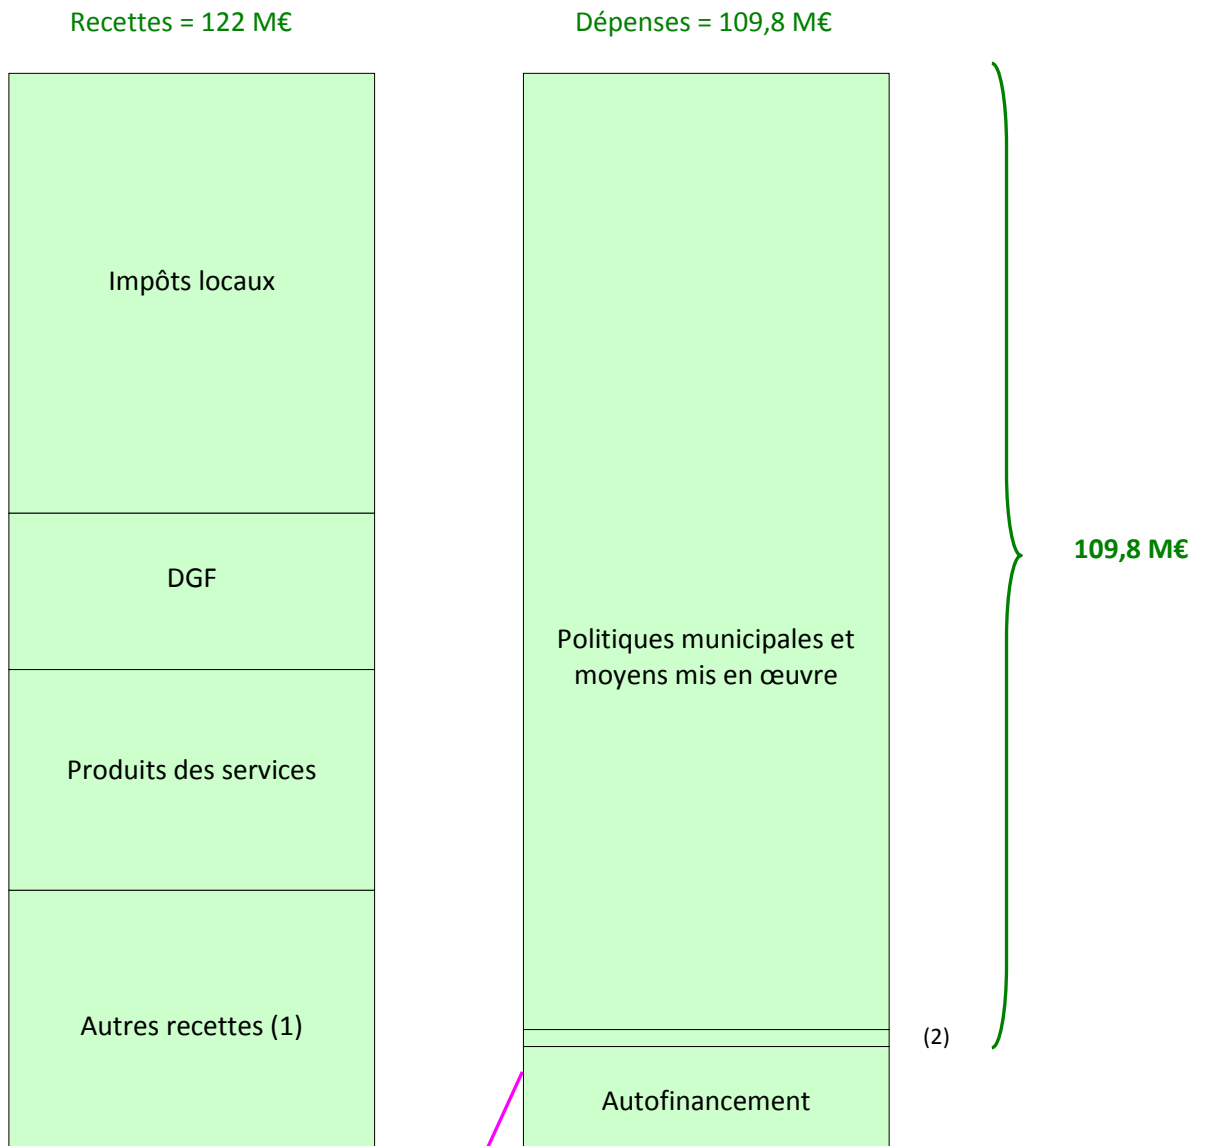 Recettes = 122 M€
Dépenses = 109,8 M€
Impôts locaux
DGF
109,8 M€
Politiques municipales et
moyens mis en œuvre
Produits des services
Autres recettes (1)
(2)
Autofinancement